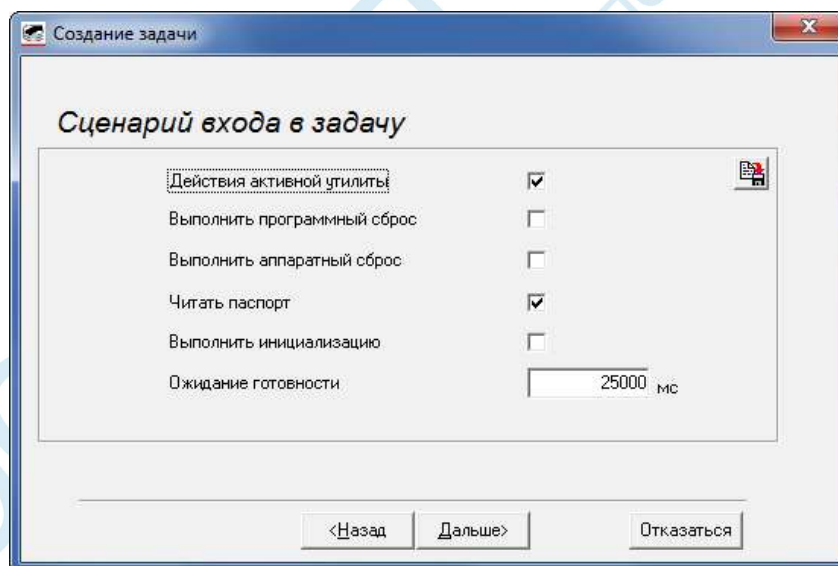 Создание задачи
Сценарий входа в задачу
Действия активной утилиты
Выполнить программный сброс
Выполнить аппаратный сброс
Читать паспорт
Выполнить инициализацию
Ожидание готовности 25000 мс
<Назад Дальше> Отказаться